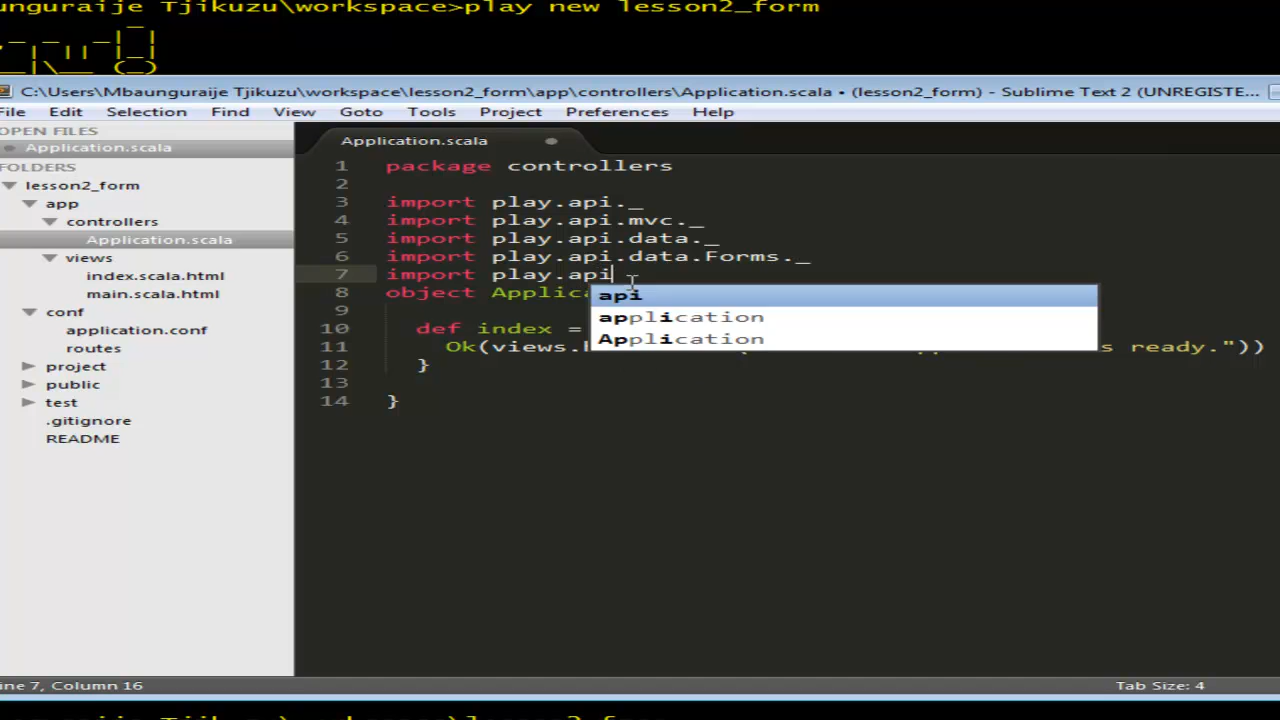 unguraije Tjikuzu\workspace>play new lesson2_form
C:\Users\Mbaunguraije Tjikuzu\workspace\lesson2_form\app\controllers\Application.scala • (lesson2_form) - Sublime Text 2 (UNREGISTE...
File Edit Selection Find View Goto Tools Project Preferences Help
OPEN FILES
Application.scala
FOLDERS
lesson2_form
app
controllers
Application.scala
views
index.scala.html
main.scala.html
conf
application.conf
routes
project
public
test
.gitignore
README
Application.scala
1 package controllers
2
3 import play.api._
4 import play.api.mvc._
5 import play.api.data._
6 import play.api.data.Forms._
7 import play.api
8 object Applica
9
10 def index =
11 Ok(views. s ready."))
12 }
13
14 }
api
application
Application
ine 7, Column 16
Tab Size: 4